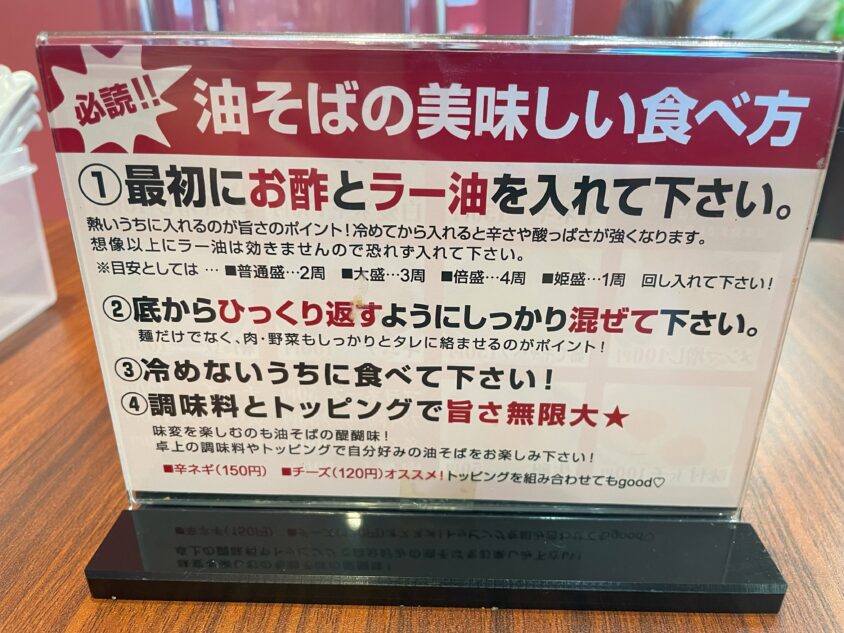 必読!!
油そばの美味しい食べ方
①最初にお酢とラー油を入れて下さい。
熱いうちに入れるのが旨さのポイント!冷めてから入れると辛さや酸っぱさが強くなります。
想像以上にラー油は効きませんので恐れず入れて下さい。
※目安としては … ■普通盛…2周 ■大盛…3周 ■倍盛…4周 ■姫盛…1周 回し入れて下さい!
②底からひっくり返すようにしっかり混ぜて下さい。
麺だけでなく、肉・野菜もしっかりとタレに絡ませるのがポイント!
③冷めないうちに食べて下さい!
④調味料とトッピングで旨さ無限大★
味変を楽しむのも油そばの醍醐味!
卓上の調味料やトッピングで自分好みの油そばをお楽しみ下さい!
■辛ネギ(150円) ■チーズ(120円)オススメ!トッピングを組み合わせてもgood♡